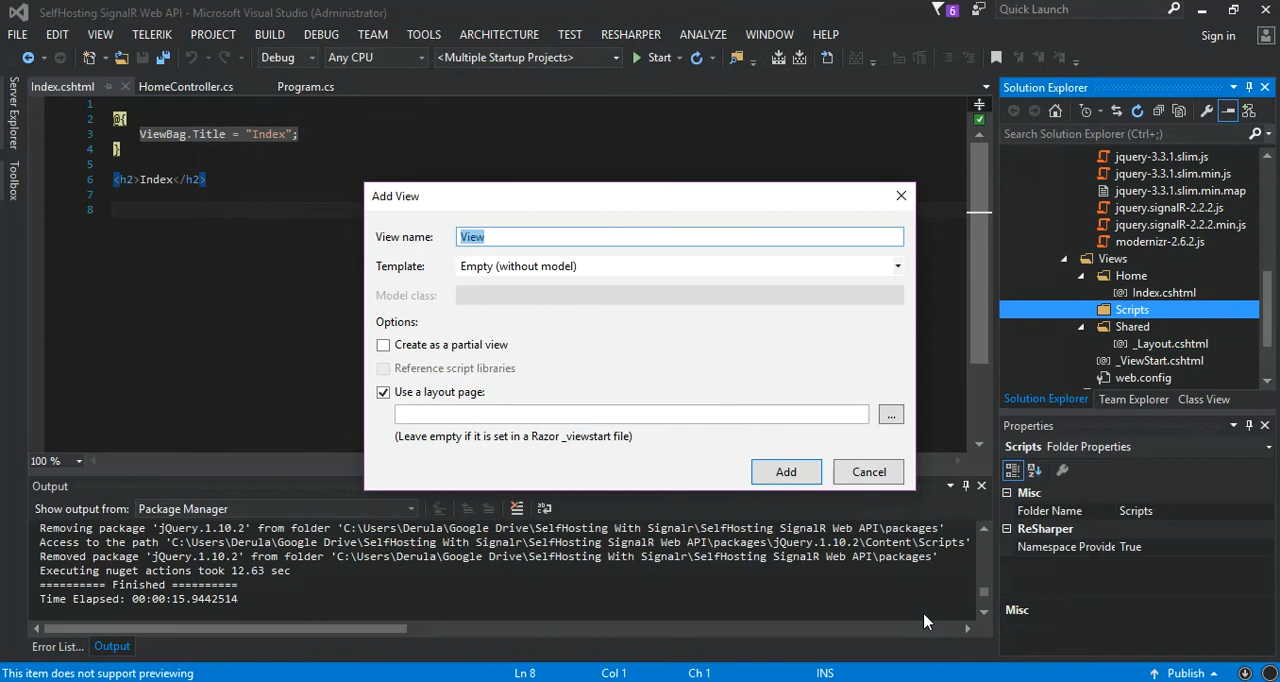 SelfHosting SignalR Web API - Microsoft Visual Studio (Administrator)
6
Quick Launch
FILE EDIT VIEW TELERIK PROJECT BUILD DEBUG TEAM TOOLS ARCHITECTURE TEST RESHARPER ANALYZE WINDOW HELP
Sign in
Debug Any CPU <Multiple Startup Projects> Start
Server Explorer
Toolbox
Index.cshtml HomeController.cs Program.cs
1
2 @{
3 ViewBag.Title = "Index";
4 }
5
6 <h2>Index</h2>
7
8
100 %
Add View
View name: View
Template: Empty (without model)
Model class:
Options:
Create as a partial view
Reference script libraries
Use a layout page:
...
(Leave empty if it is set in a Razor _viewstart file)
Add Cancel
Solution Explorer
Search Solution Explorer (Ctrl+;)
jquery-3.3.1.slim.js
jquery-3.3.1.slim.min.js
jquery-3.3.1.slim.min.map
jquery.signalR-2.2.2.js
jquery.signalR-2.2.2.min.js
modernizr-2.6.2.js
Views
Home
Index.cshtml
Scripts
Shared
_Layout.cshtml
_ViewStart.cshtml
web.config
Solution Explorer Team Explorer Class View
Properties
Scripts Folder Properties
Misc
Folder Name Scripts
ReSharper
Namespace Provide True
Misc
Output
Show output from: Package Manager
Removing package 'jQuery.1.10.2' from folder 'C:\Users\Derula\Google Drive\SelfHosting With Signalr\SelfHosting SignalR Web API\packages'
Access to the path 'C:\Users\Derula\Google Drive\SelfHosting With Signalr\SelfHosting SignalR Web API\packages\jQuery.1.10.2\Content\Scripts'
Removed package 'jQuery.1.10.2' from folder 'C:\Users\Derula\Google Drive\SelfHosting With Signalr\SelfHosting SignalR Web API\packages'
Executing nuget actions took 12.63 sec
========== Finished ==========
Time Elapsed: 00:00:15.9442514
Error List... Output
This item does not support previewing Ln 8 Col 1 Ch 1 INS Publish